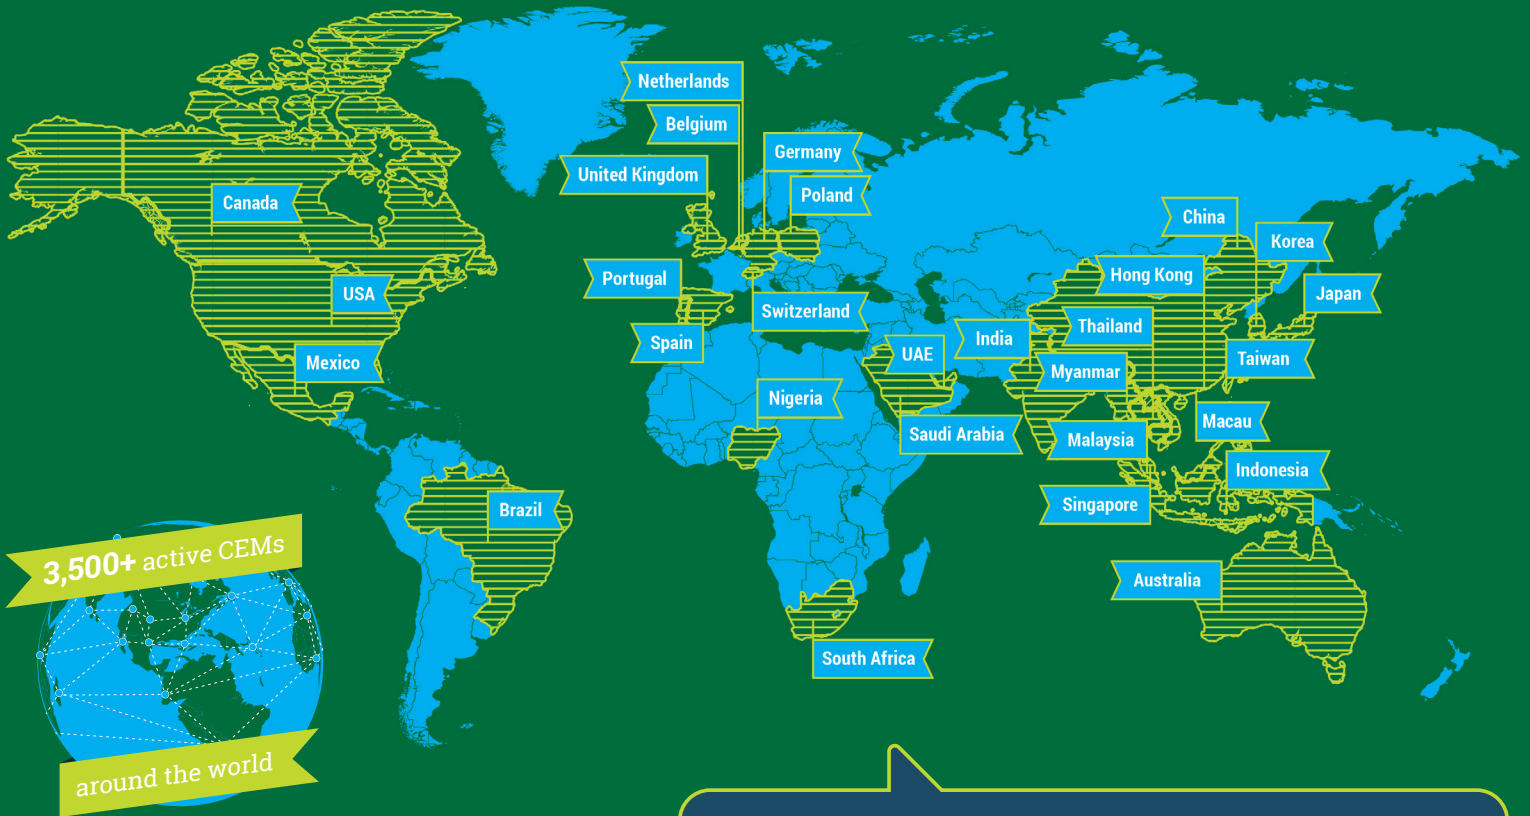 Netherlands
Belgium
Germany
United Kingdom
Poland
Canada
China
Korea
Portugal
Hong Kong
USA
Japan
Switzerland
Thailand
India
Spain
UAE
Taiwan
Mexico
Myanmar
Nigeria
Macau
Saudi Arabia
Malaysia
Indonesia
Brazil
Singapore
3,500+ active CEMs
Australia
South Africa
around the world